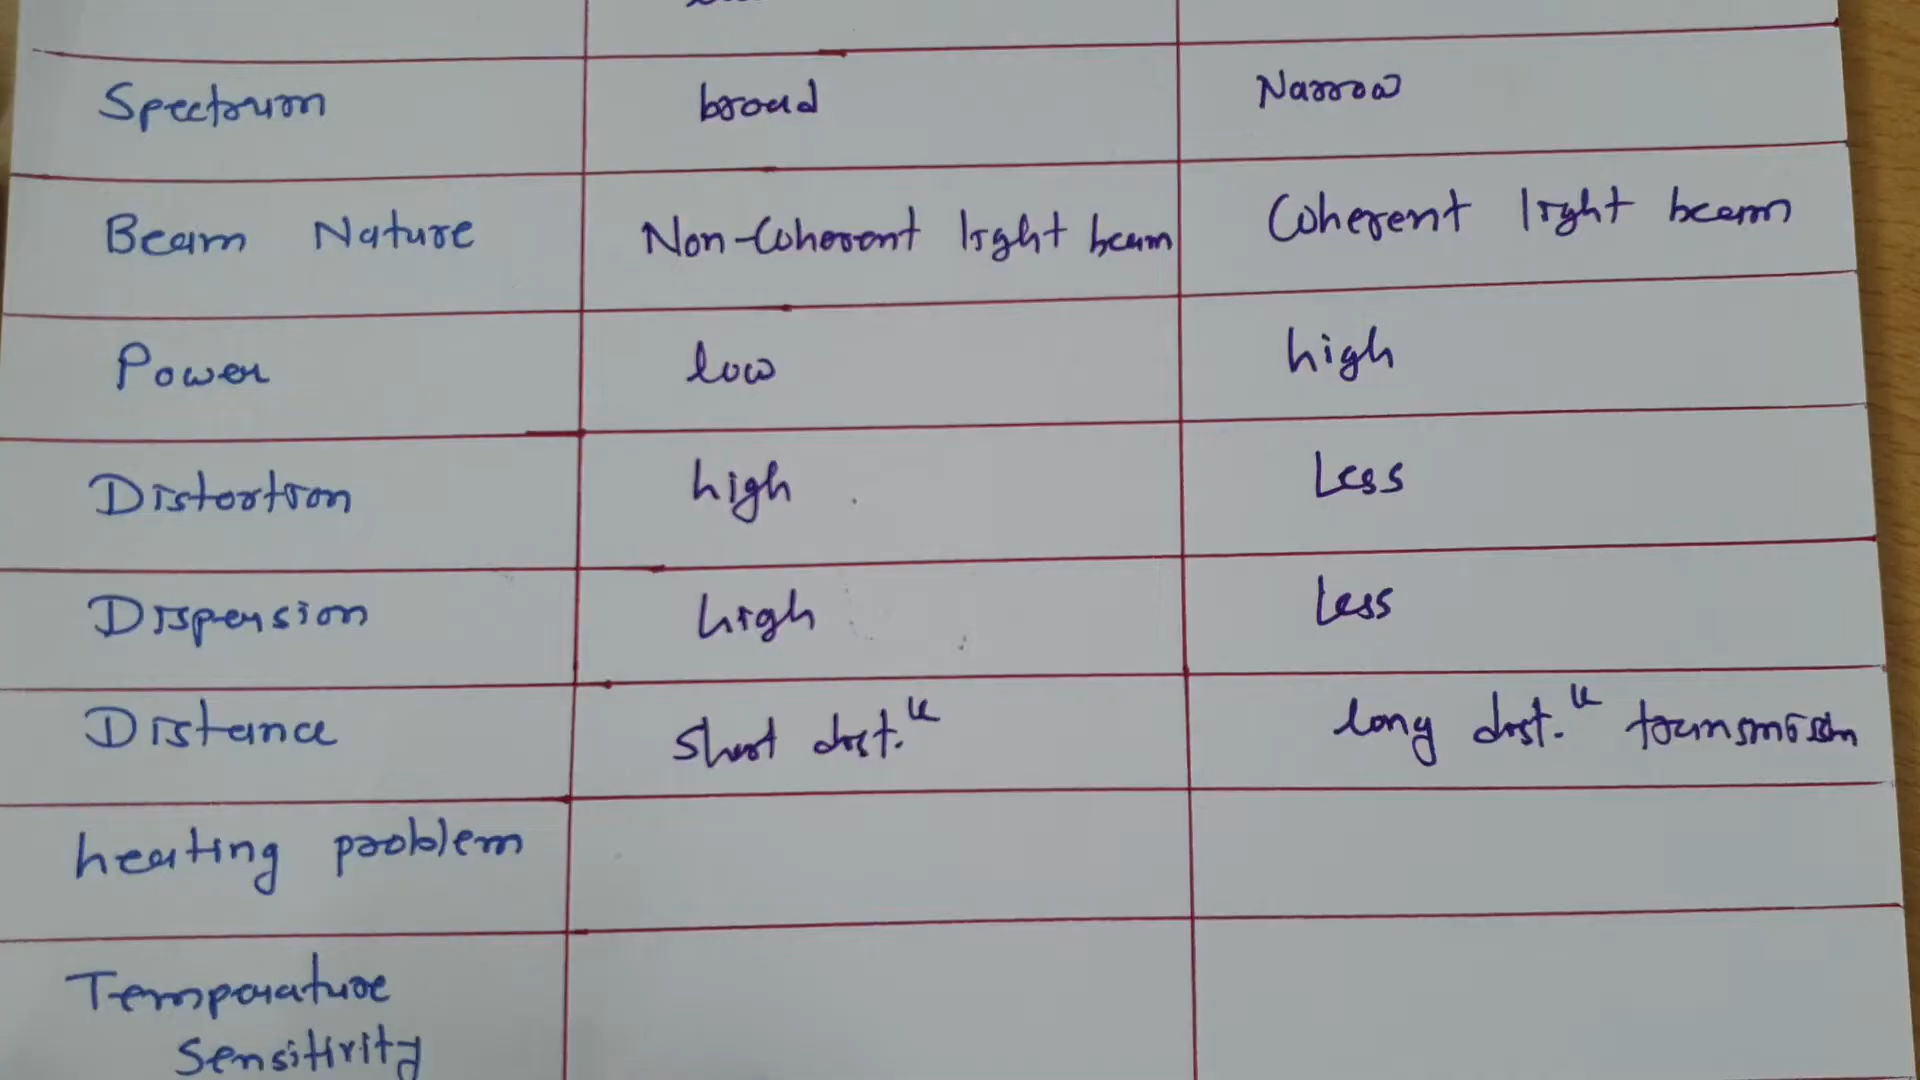 Spectrum broad Narrow
Beam Nature Non-Coherent light beam Coherent light beam
Power low high
Distortion high Less
Dispersion high Less
Distance Short dist. long dist. transmission
heating problem
Temperature
Sensitivity